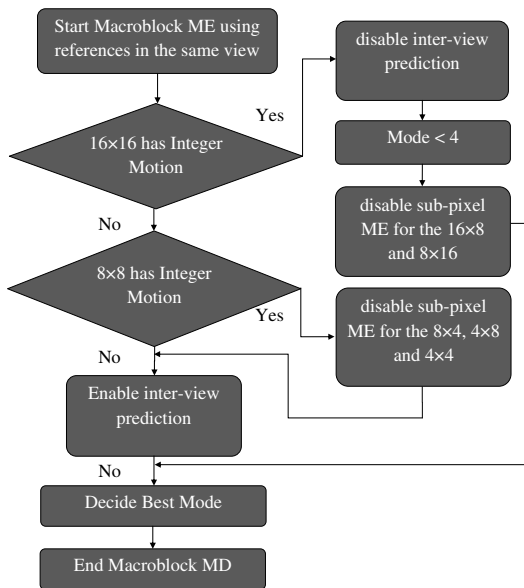 Start Macroblock ME using
references in the same view
Yes
16×16 has Integer
Motion
disable inter-view
prediction
Mode < 4
disable sub-pixel
ME for the 16×8
and 8×16
No
8×8 has Integer
Motion
Yes
disable sub-pixel
ME for the 8×4, 4×8
and 4×4
No
Enable inter-view
prediction
No
Decide Best Mode
End Macroblock MD